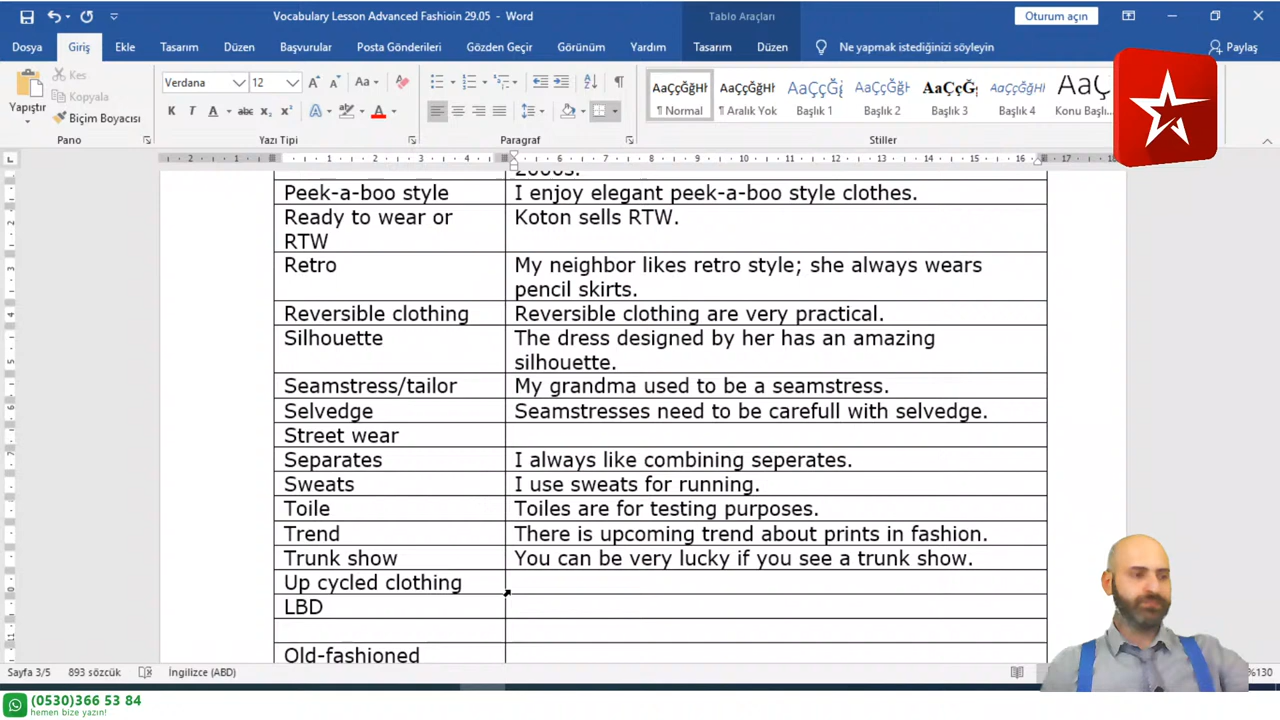 Vocabulary Lesson Advanced Fashioin 29.05 - Word
Tablo Araçları
Oturum açın
Dosya Giriş Ekle Tasarım Düzen Başvurular Posta Gönderileri Gözden Geçir Görünüm Yardım Tasarım Düzen Ne yapmak istediğinizi söyleyin Paylaş
Yapıştır
Kes
Kopyala
Biçim Boyacısı
Verdana 12
AaÇçĞğHı AaÇçĞğHı AaÇçĞğH AaÇçĞğHı AaÇçĞğ AaÇçĞğHı AaÇ
¶ Normal ¶ Aralık Yok Başlık 1 Başlık 2 Başlık 3 Başlık 4 Konu Başlı...
Pano Yazı Tipi Paragraf Stiller
2000s.
Peek-a-boo style I enjoy elegant peek-a-boo style clothes.
Ready to wear or Koton sells RTW.
RTW
Retro My neighbor likes retro style; she always wears
pencil skirts.
Reversible clothing Reversible clothing are very practical.
Silhouette The dress designed by her has an amazing
silhouette.
Seamstress/tailor My grandma used to be a seamstress.
Selvedge Seamstresses need to be carefull with selvedge.
Street wear
Separates I always like combining seperates.
Sweats I use sweats for running.
Toile Toiles are for testing purposes.
Trend There is upcoming trend about prints in fashion.
Trunk show You can be very lucky if you see a trunk show.
Up cycled clothing
LBD
Old-fashioned
Sayfa 3/5 893 sözcük İngilizce (ABD) %130
(0530)366 53 84
hemen bize yazın!